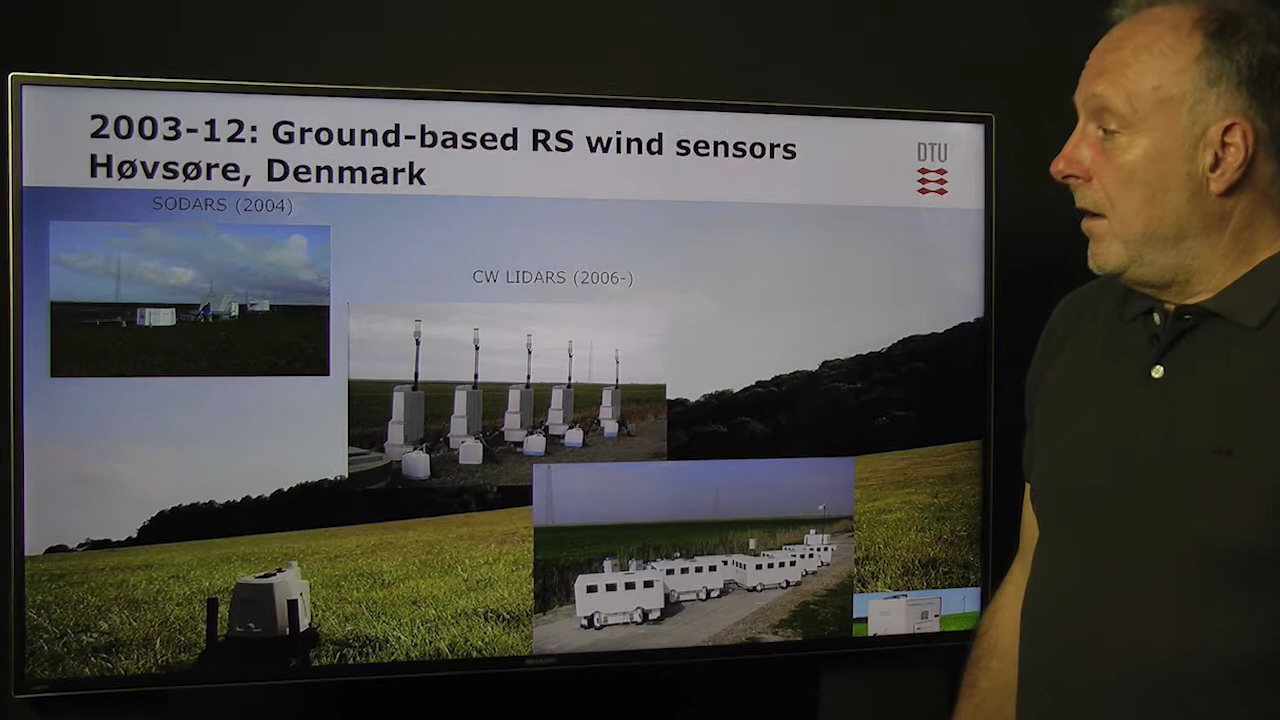 2003-12: Ground-based RS wind sensors
Høvsøre, Denmark
DTU
SODARS (2004)
CW LIDARS (2006-)